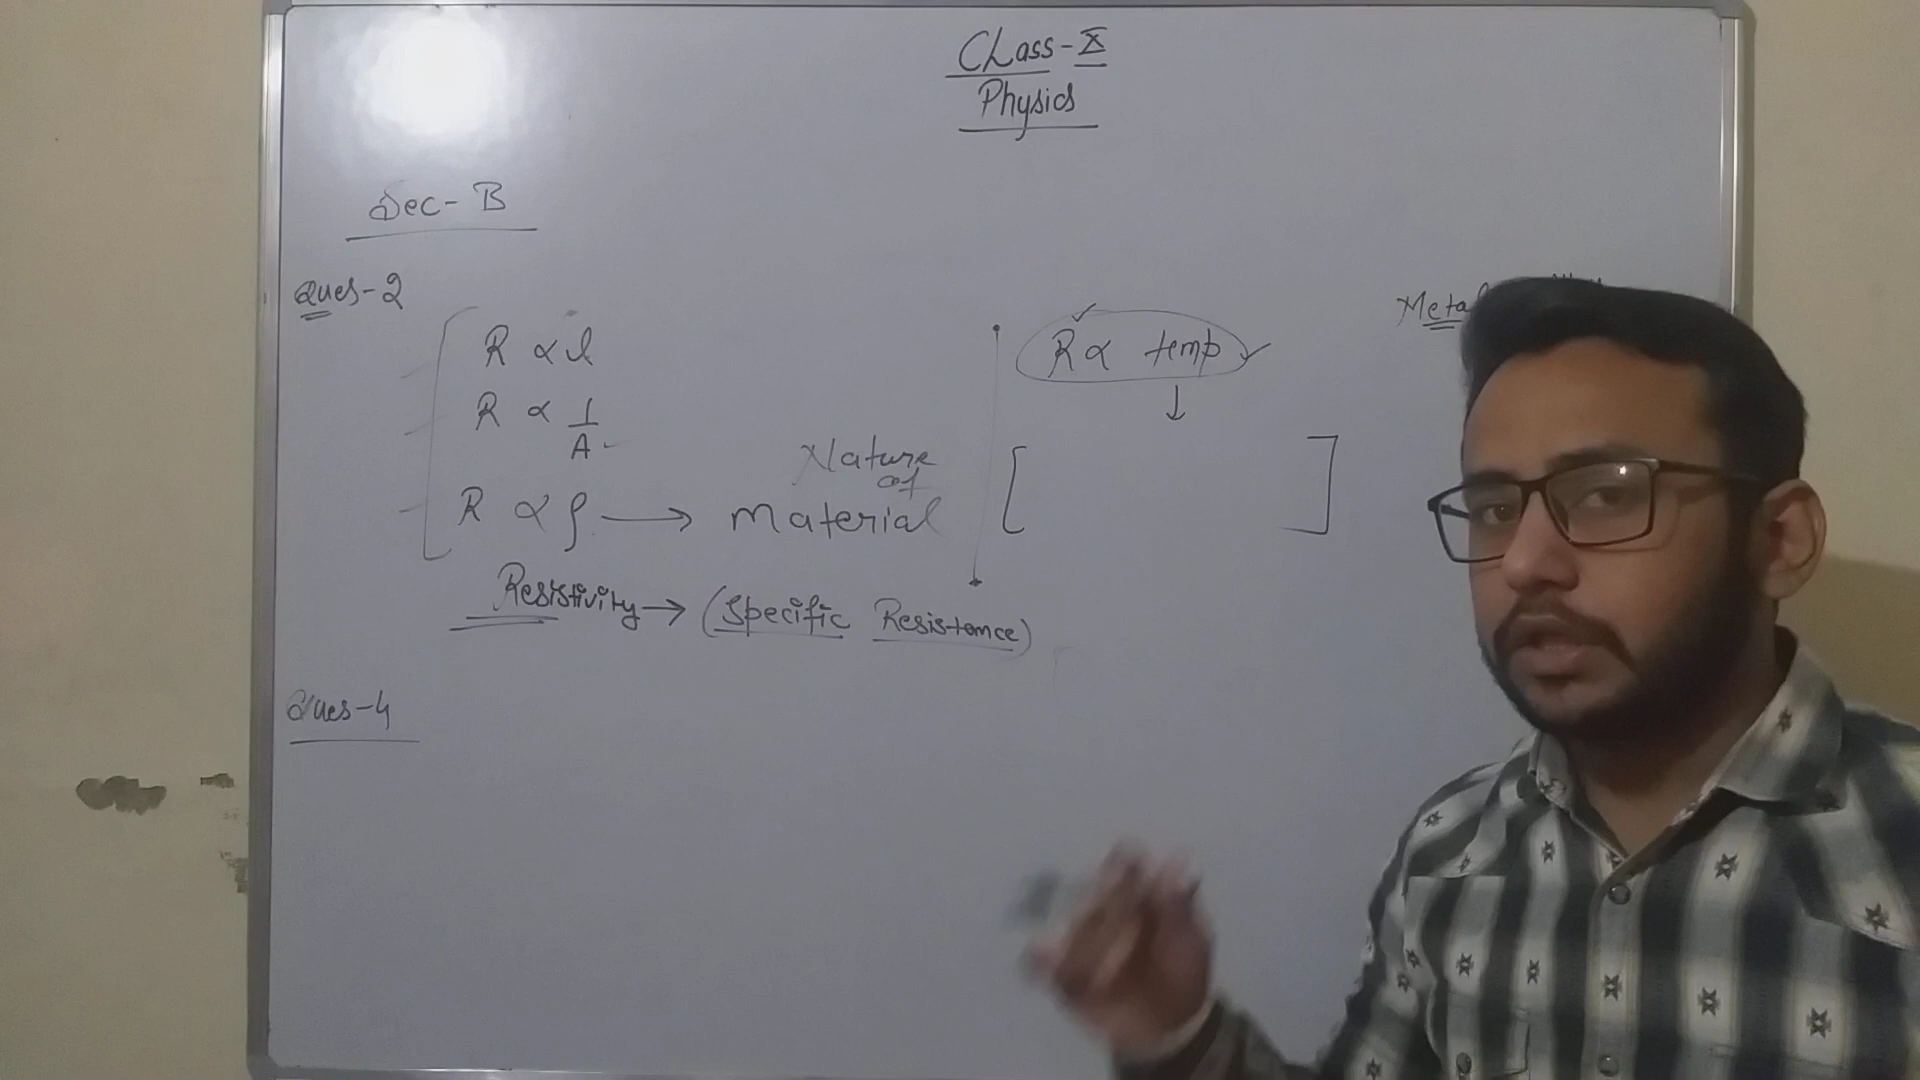 CLass-X
Physics
Sec-B
Ques-2
R ∝ l
R ∝ 1/A
R ∝ ρ → Nature of Material
Resistivity → (Specific Resistance)
R ∝ temp
↓
[ ]
Ques-4